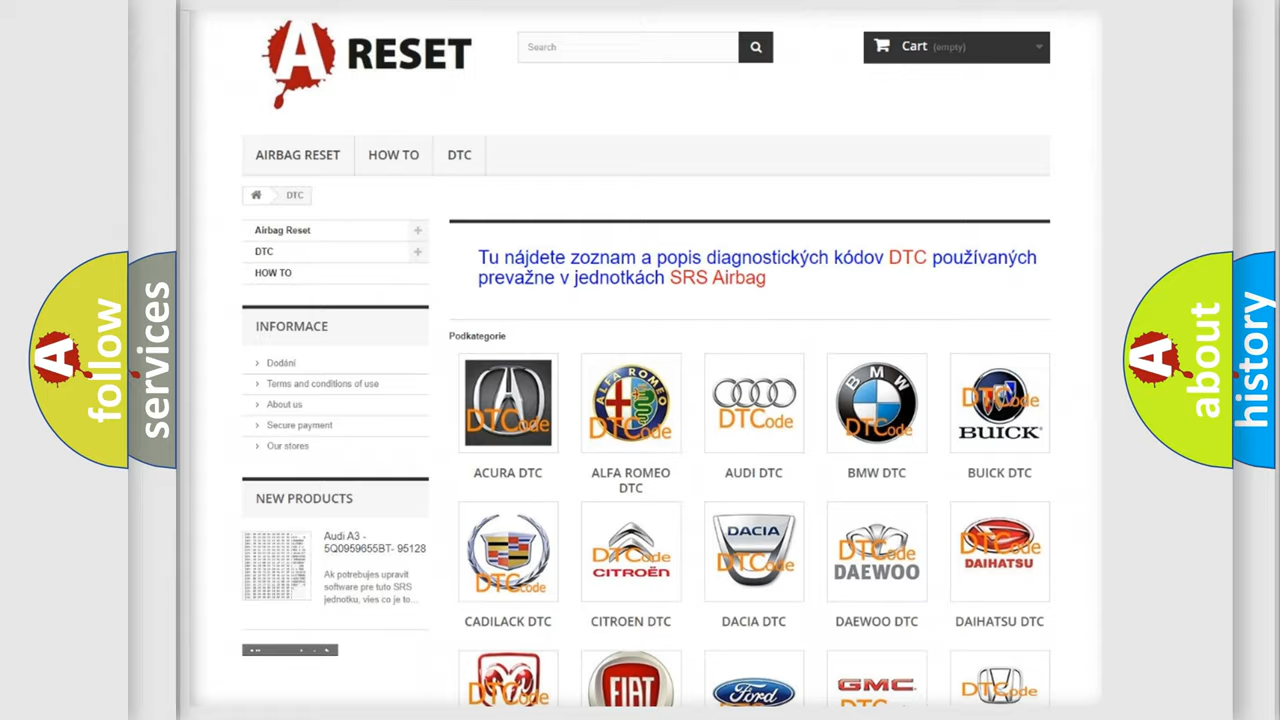 A RESET
Search
Cart (empty)
AIRBAG RESET
HOW TO
DTC
DTC
Airbag Reset
DTC
HOW TO
INFORMACE
Dodání
Terms and conditions of use
About us
Secure payment
Our stores
NEW PRODUCTS
Audi A3 -
5Q0959655BT- 95128
Ak potrebujes upravit
software pre tuto SRS
jednotku, vies co je to...
Tu nájdete zoznam a popis diagnostických kódov DTC používaných
prevažne v jednotkách SRS Airbag
Podkategorie
DTCode
ALFA ROMEO
DTCode
DTCode
BMW
DTCode
DTCode
BUICK
ACURA DTC
ALFA ROMEO
DTC
AUDI DTC
BMW DTC
BUICK DTC
DTCode
DTCode
CITROËN
DACIA
DTCode
DTCode
DAEWOO
DTCode
DAIHATSU
CADILACK DTC
CITROEN DTC
DACIA DTC
DAEWOO DTC
DAIHATSU DTC
DTCode
FIAT
Ford
DTCode
GMC
DTCode
A follow
services
A about
history